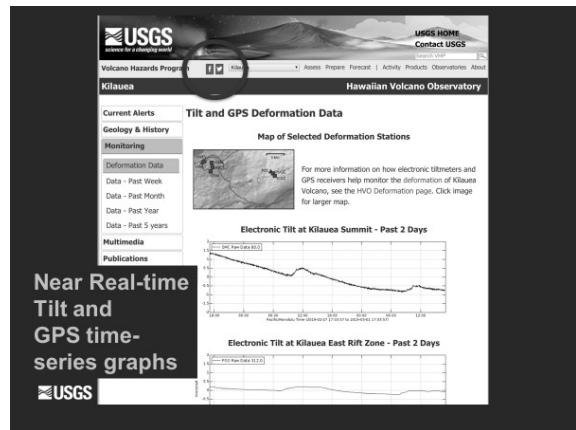 USGS
science for a changing world
USGS HOME
Contact USGS
Search VHP
Volcano Hazards Program
Kilauea
Assess Prepare Forecast | Activity Products Observatories About
Kilauea
Hawaiian Volcano Observatory
Current Alerts
Geology & History
Monitoring
Deformation Data
Data - Past Week
Data - Past Month
Data - Past Year
Data - Past 5 years
Multimedia
Publications
Tilt and GPS Deformation Data
Map of Selected Deformation Stations
For more information on how electronic tiltmeters and
GPS receivers help monitor the deformation of Kilauea
Volcano, see the HVO Deformation page. Click image
for larger map.
Electronic Tilt at Kilauea Summit - Past 2 Days
Electronic Tilt at Kilauea East Rift Zone - Past 2 Days
Near Real-time
Tilt and
GPS time-
series graphs
USGS